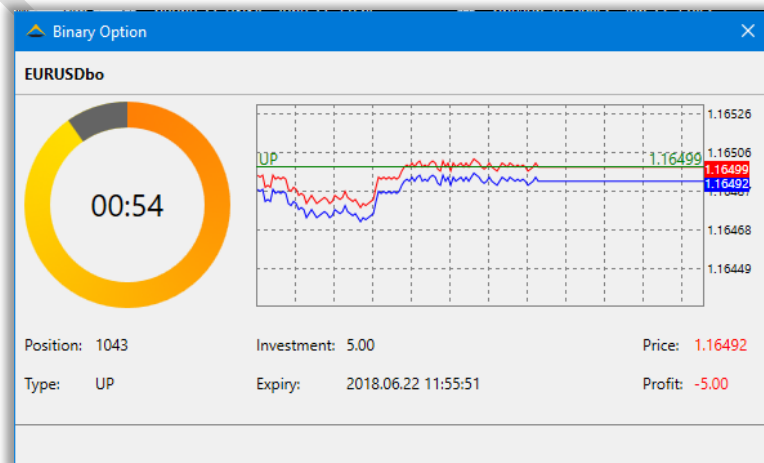 Binary Option
EURUSDbo
00:54
UP
1.16499
1.16526
1.16506
1.16499
1.16492
1.16468
1.16449
Position: 1043 Investment: 5.00 Price: 1.16492
Type: UP Expiry: 2018.06.22 11:55:51 Profit: -5.00